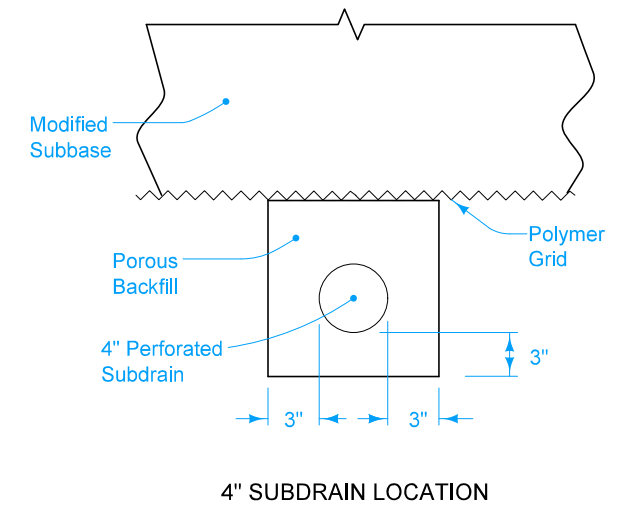 Modified
Subbase
Polymer
Grid
Porous
Backfill
4" Perforated
Subdrain
3"
3"
3"
4" SUBDRAIN LOCATION